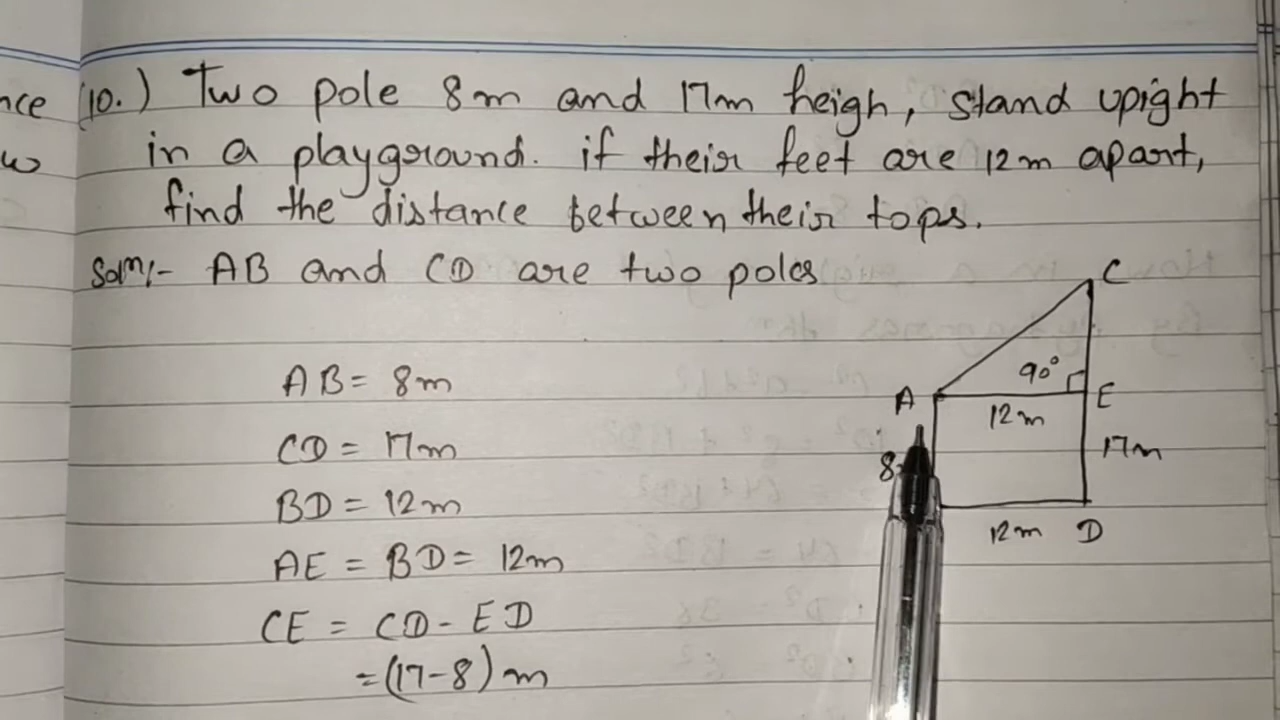 nce (10.) Two pole 8m and 17m heigh, stand upight
w in a playground. if their feet are 12m apart,
find the distance between their tops.
Soln:- AB and CD are two poles
C
AB = 8m
90°
A
E
12m
CD = 17m
17m
8
BD = 12m
12m D
AE = BD = 12m
CE = CD - ED
= (17-8) m